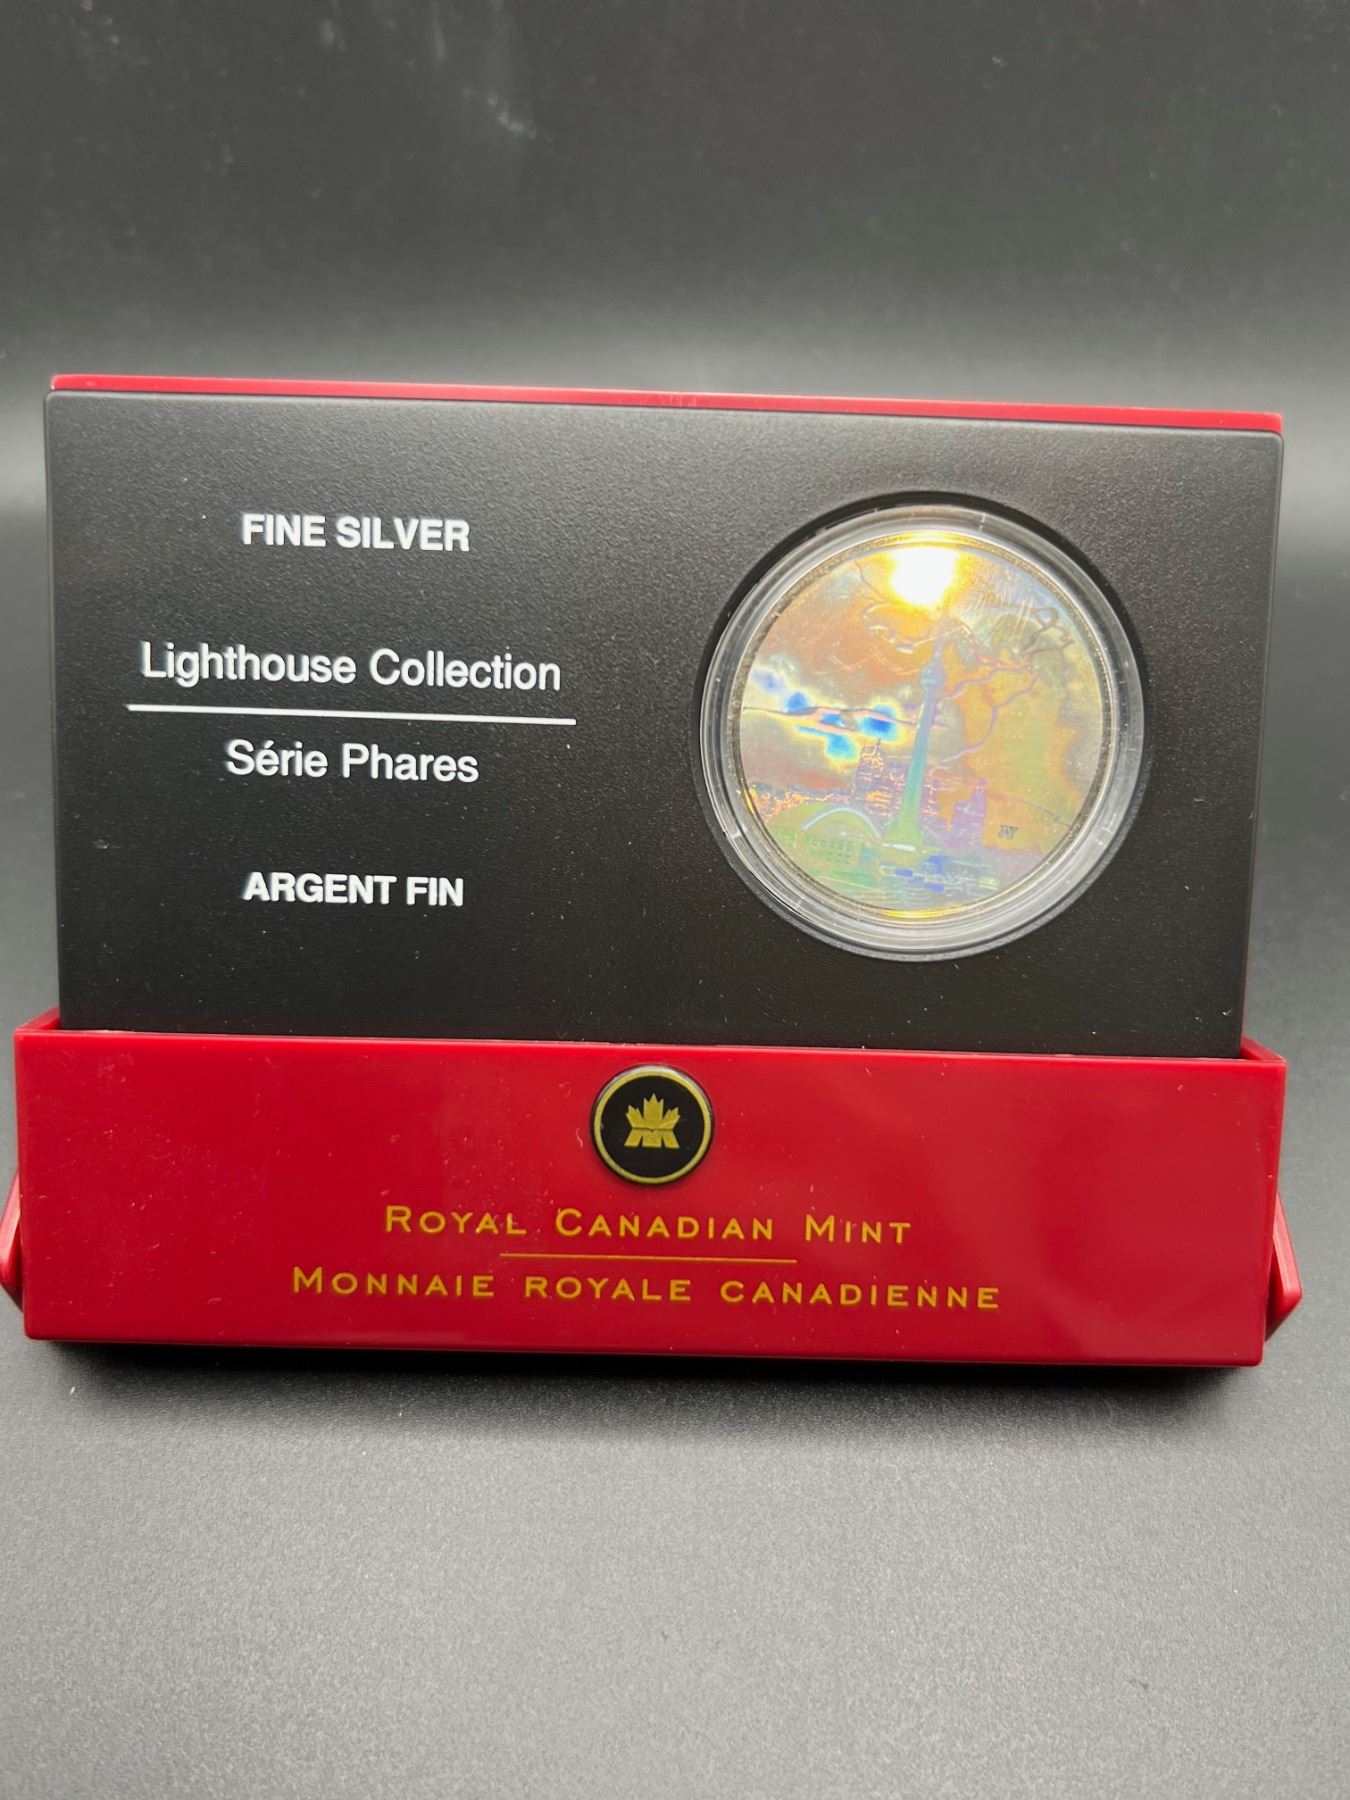 FINE SILVER
Lighthouse Collection
Série Phares
ARGENT FIN
ROYAL CANADIAN MINT
MONNAIE ROYALE CANADIENNE